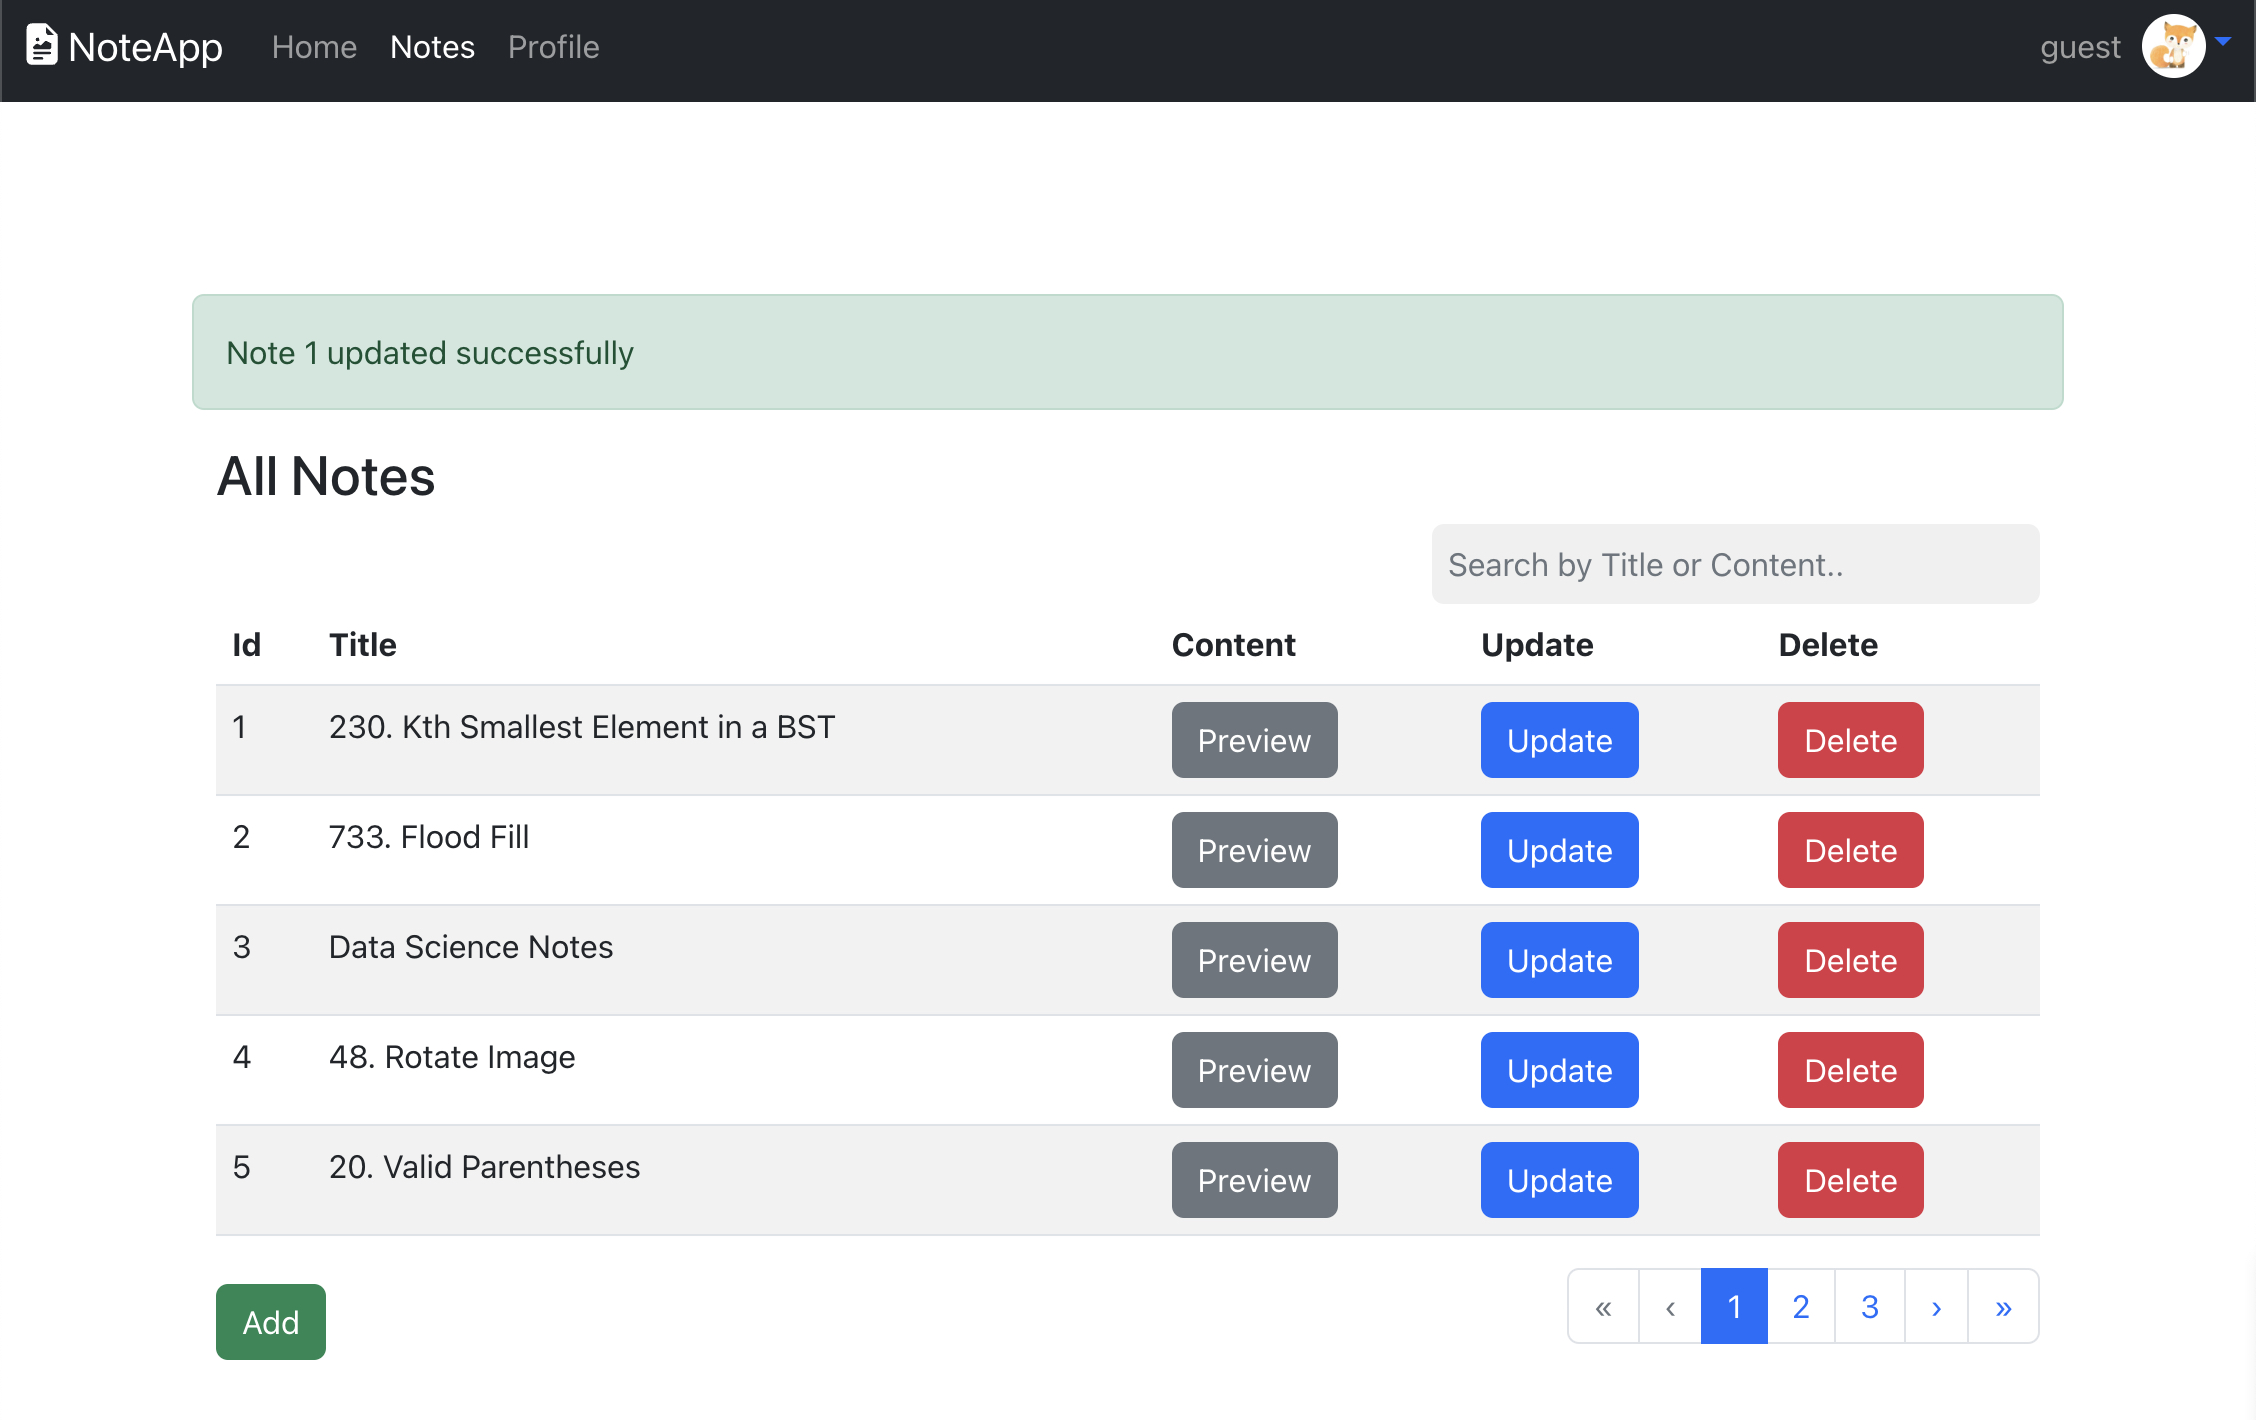 NoteApp Home Notes Profile guest
Note 1 updated successfully
All Notes
Search by Title or Content..
Id Title Content Update Delete
1 230. Kth Smallest Element in a BST Preview Update Delete
2 733. Flood Fill Preview Update Delete
3 Data Science Notes Preview Update Delete
4 48. Rotate Image Preview Update Delete
5 20. Valid Parentheses Preview Update Delete
Add « ‹ 1 2 3 › »